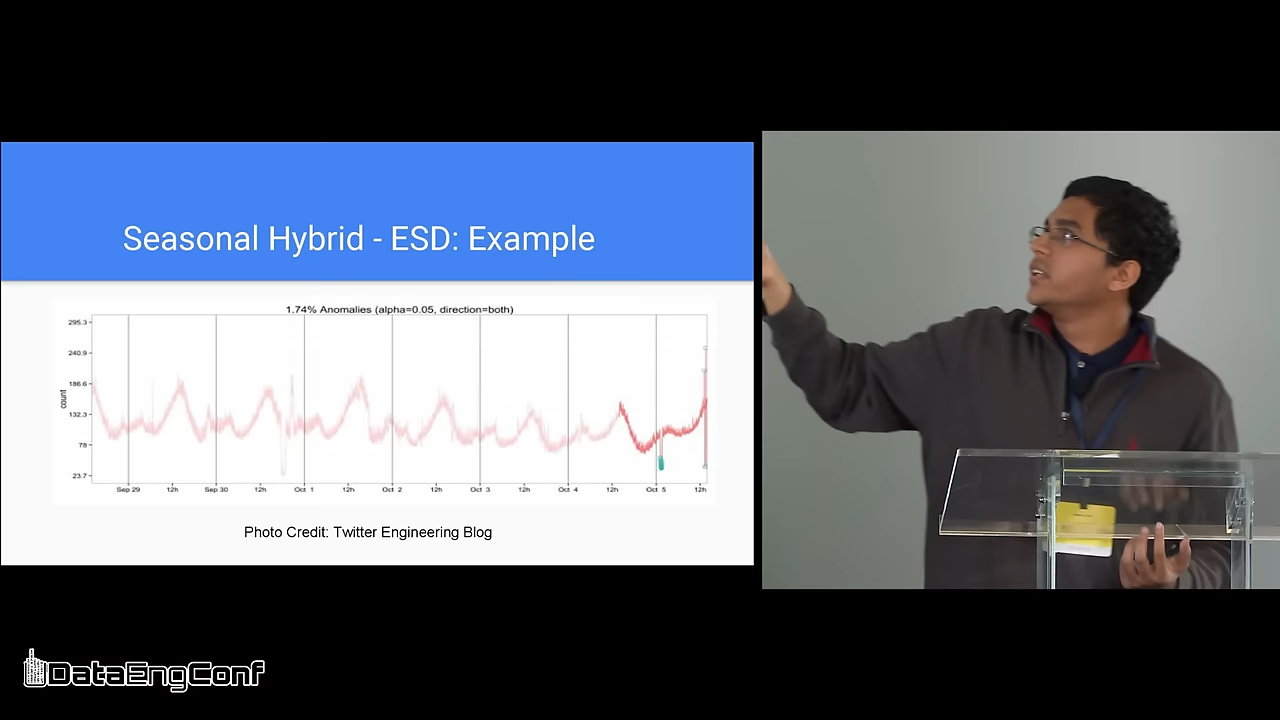 Seasonal Hybrid - ESD: Example
1.74% Anomalies (alpha=0.05, direction=both)
295.3
240.9
186.6
132.3
78
23.7
count
Sep 29 12h Sep 30 12h Oct 1 12h Oct 2 12h Oct 3 12h Oct 4 12h Oct 5 12h
Photo Credit: Twitter Engineering Blog
DataEngConf